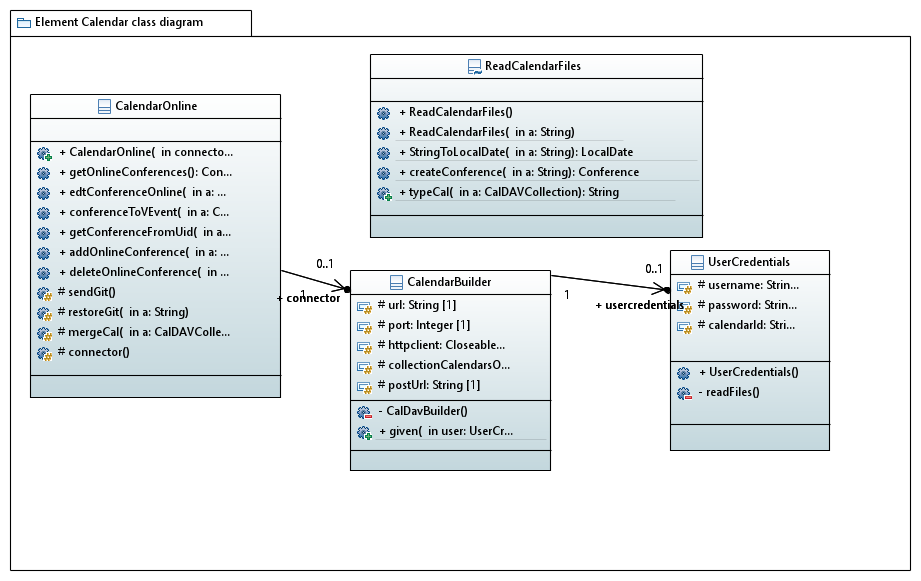 Element Calendar class diagram
ReadCalendarFiles
+ ReadCalendarFiles()
+ ReadCalendarFiles( in a: String)
+ StringToLocalDate( in a: String): LocalDate
+ createConference( in a: String): Conference
+ typeCal( in a: CalDAVCollection): String
CalendarOnline
+ CalendarOnline( in connecto...
+ getOnlineConferences(): Con...
+ edtConferenceOnline( in a: ...
+ conferenceToVEvent( in a: C...
+ getConferenceFromUid( in a...
+ addOnlineConference( in a: ...
+ deleteOnlineConference( in ...
# sendGit()
# restoreGit( in a: String)
# mergeCal( in a: CalDAVColle...
# connector()
0..1
1
+ connector
CalendarBuilder
# url: String [1]
# port: Integer [1]
# httpclient: Closeable...
# collectionCalendarsO...
# postUrl: String [1]
- CalDavBuilder()
+ given( in user: UserCr...
0..1
1
+ usercredentials
UserCredentials
# username: Strin...
# password: Strin...
# calendarId: Stri...
+ UserCredentials()
- readFiles()